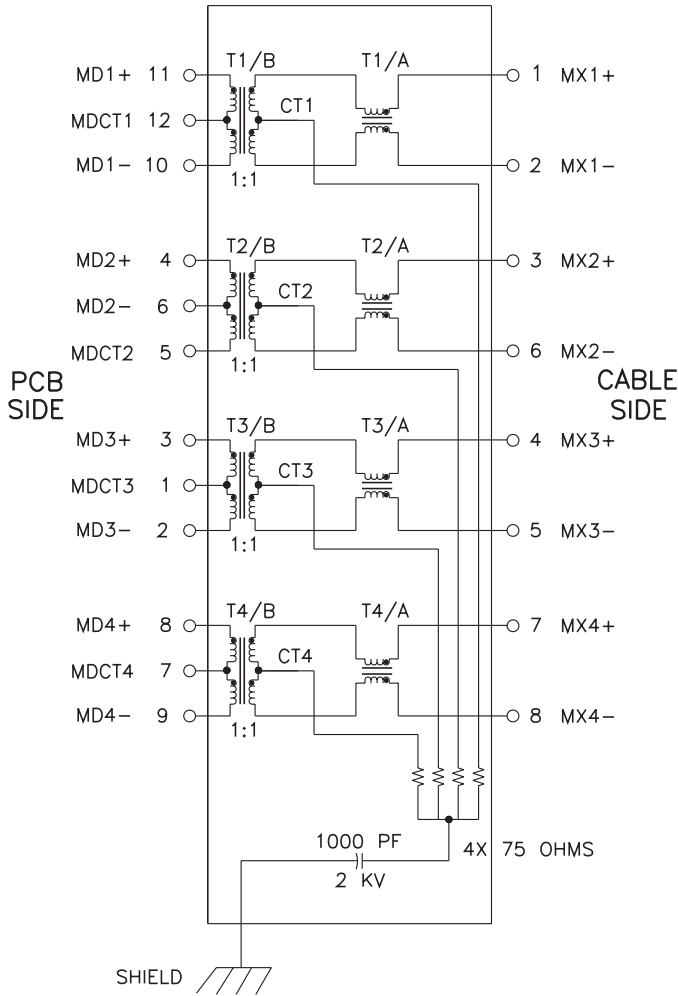 T1/B T1/A
MD1+ 11 1 MX1+
CT1
MDCT1 12
MD1- 10 2 MX1-
1:1
T2/B T2/A
MD2+ 4 3 MX2+
CT2
MD2- 6
MDCT2 5 6 MX2-
1:1
PCB
SIDE
CABLE
SIDE
T3/B T3/A
MD3+ 3 4 MX3+
CT3
MDCT3 1
MD3- 2 5 MX3-
1:1
T4/B T4/A
MD4+ 8 7 MX4+
CT4
MDCT4 7
MD4- 9 8 MX4-
1:1
1000 PF
4X 75 OHMS
2 KV
SHIELD